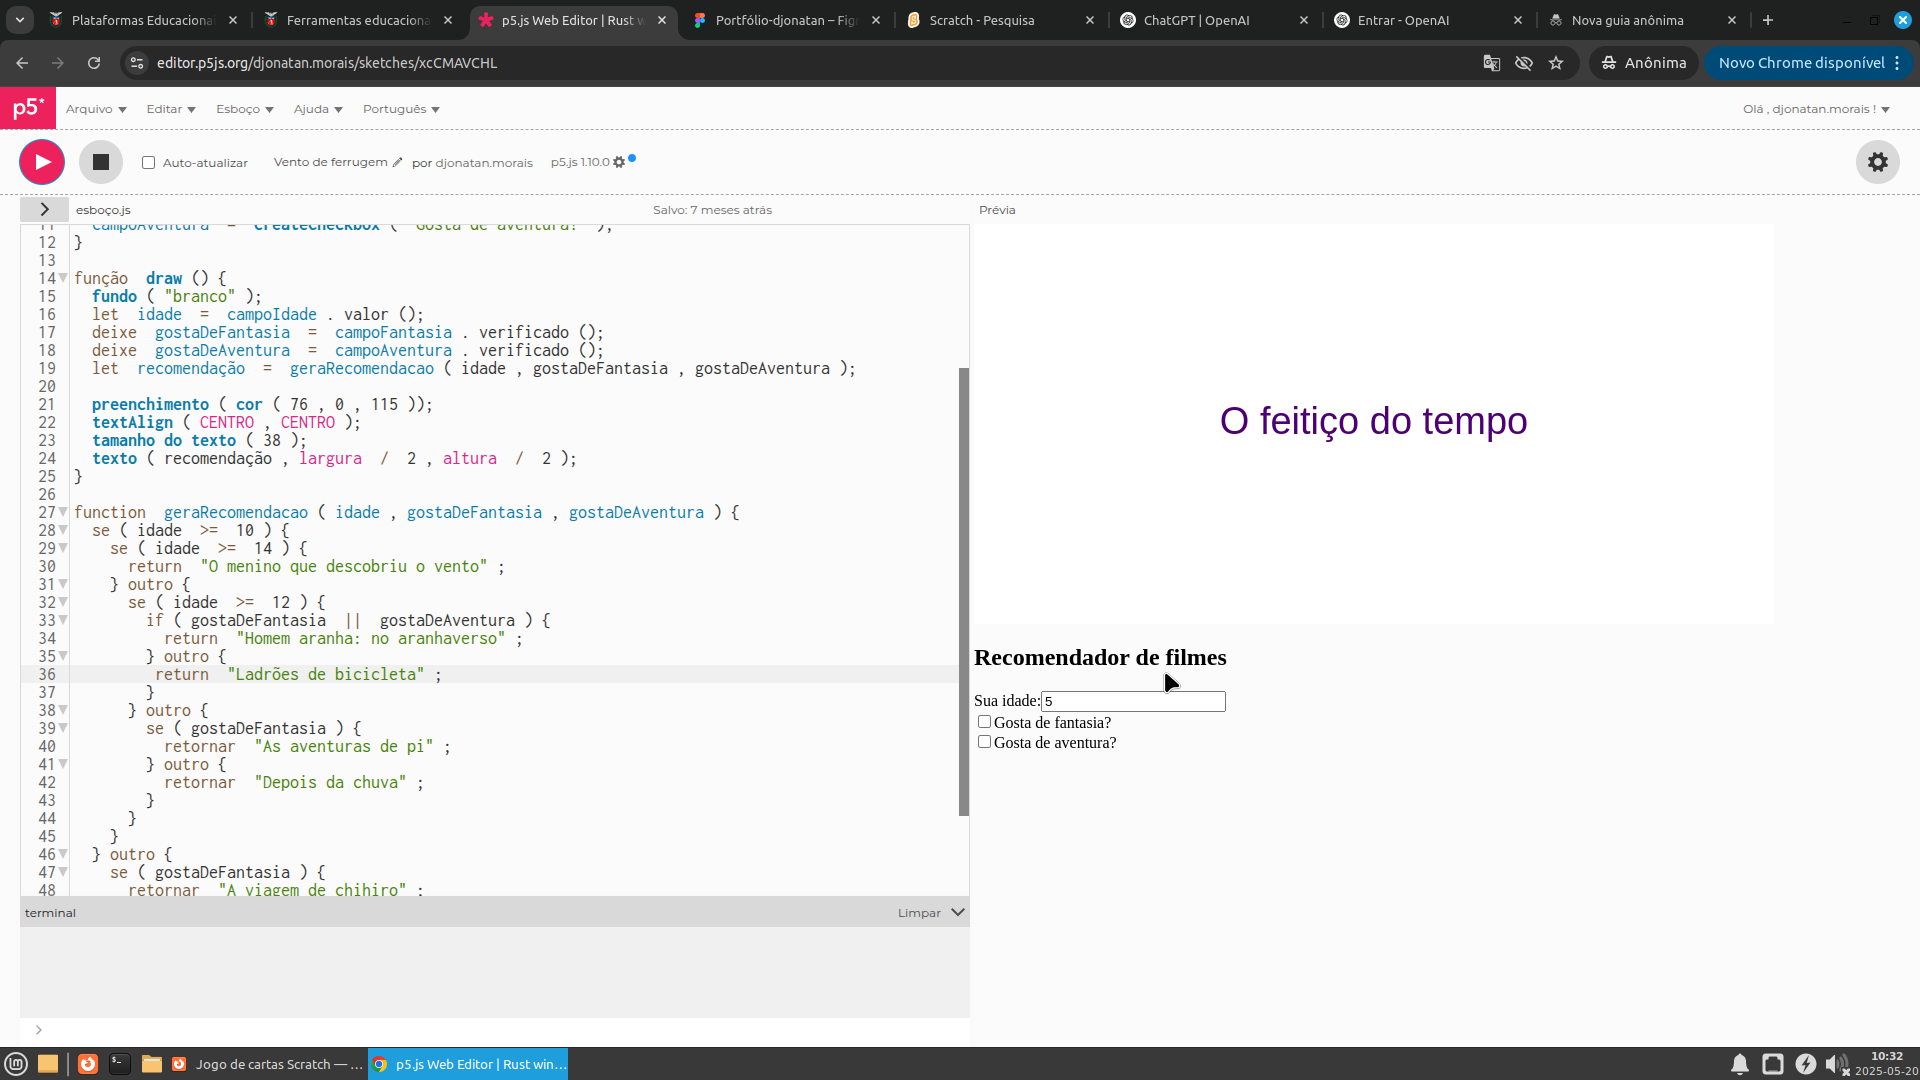 Plataformas Educaciona
Ferramentas educaciona
p5.js Web Editor | Rust w
Portfólio-djonatan – Fig
Scratch - Pesquisa
ChatGPT | OpenAI
Entrar - OpenAI
Nova guia anônima
editor.p5js.org/djonatan.morais/sketches/xcCMAVCHL
Anônima
Novo Chrome disponível
p5*
Arquivo
Editar
Esboço
Ajuda
Português
Olá , djonatan.morais !
Auto-atualizar
Vento de ferrugem
por djonatan.morais
p5.js 1.10.0
esboço.js
Salvo: 7 meses atrás
Prévia
11 campoAventura = createCheckbox ( "Gosta de aventura?" );
12 }
13
14 função draw () {
15 fundo ( "branco" );
16 let idade = campoIdade . valor ();
17 deixe gostaDeFantasia = campoFantasia . verificado ();
18 deixe gostaDeAventura = campoAventura . verificado ();
19 let recomendação = geraRecomendacao ( idade , gostaDeFantasia , gostaDeAventura );
20
21 preenchimento ( cor ( 76 , 0 , 115 ));
22 textAlign ( CENTRO , CENTRO );
23 tamanho do texto ( 38 );
24 texto ( recomendação , largura / 2 , altura / 2 );
25 }
26
27 function geraRecomendacao ( idade , gostaDeFantasia , gostaDeAventura ) {
28 se ( idade >= 10 ) {
29 se ( idade >= 14 ) {
30 return "O menino que descobriu o vento" ;
31 } outro {
32 se ( idade >= 12 ) {
33 if ( gostaDeFantasia || gostaDeAventura ) {
34 return "Homem aranha: no aranhaverso" ;
35 } outro {
36 return "Ladrões de bicicleta" ;
37 }
38 } outro {
39 se ( gostaDeFantasia ) {
40 retornar "As aventuras de pi" ;
41 } outro {
42 retornar "Depois da chuva" ;
43 }
44 }
45 }
46 } outro {
47 se ( gostaDeFantasia ) {
48 retornar "A viagem de chihiro" ;
O feitiço do tempo
Recomendador de filmes
Sua idade: 5
Gosta de fantasia?
Gosta de aventura?
terminal
Limpar
>
Jogo de cartas Scratch — ...
p5.js Web Editor | Rust win...
10:32
2025-05-20